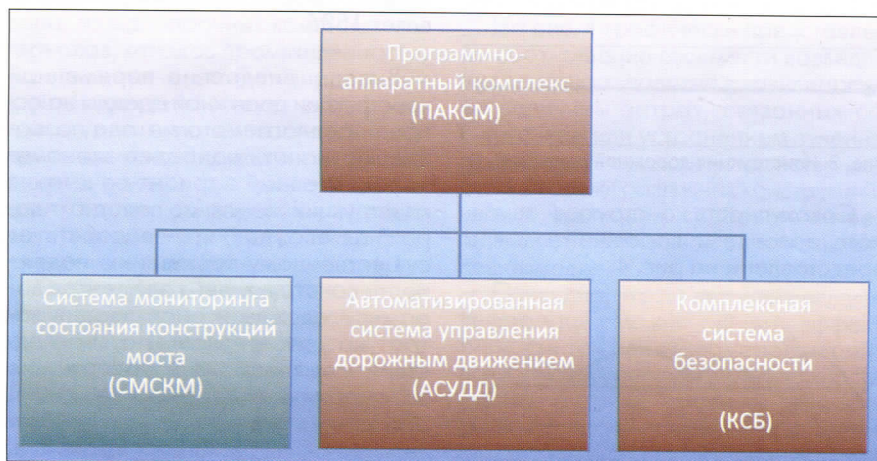 Программно-
аппаратный комплекс
(ПАКСМ)
Система мониторинга
состояния конструкций
моста
(СМСКМ)
Автоматизированная
система управления
дорожным движением
(АСУДД)
Комплексная
система
безопасности
(КСБ)